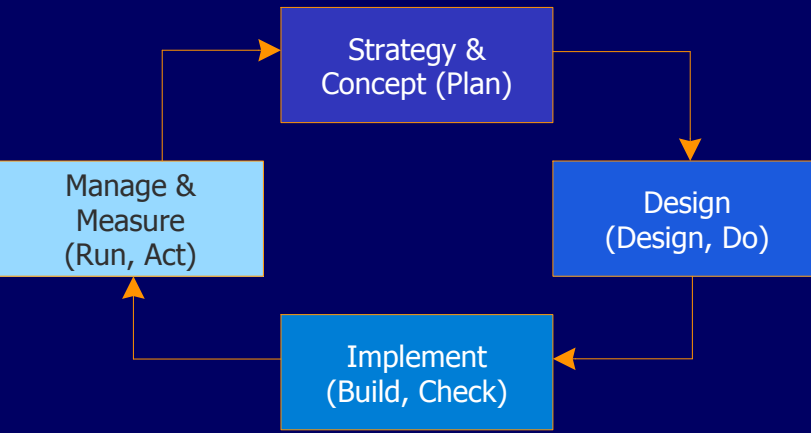 Strategy &
Concept (Plan)
Manage &
Measure
(Run, Act)
Design
(Design, Do)
Implement
(Build, Check)